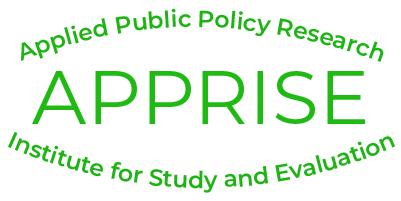 Applied Public Policy Research
APPRISE
Institute for Study and Evaluation